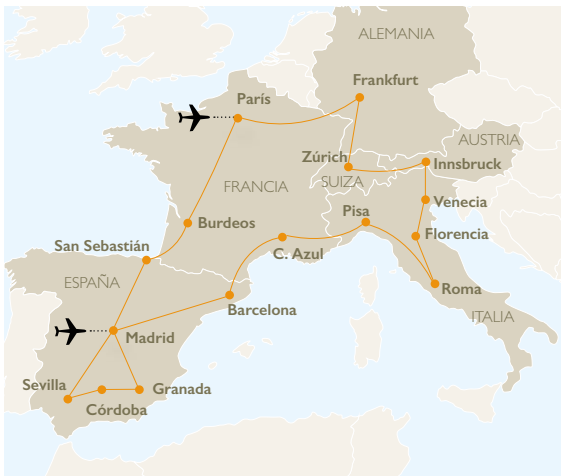 ALEMANIA
Frankfurt
París
AUSTRIA
Zúrich
Innsbruck
SUIZA
FRANCIA
Venecia
Pisa
Burdeos
Florencia
San Sebastián
C. Azul
ESPAÑA
Roma
Barcelona
ITALIA
Madrid
Sevilla
Granada
Córdoba